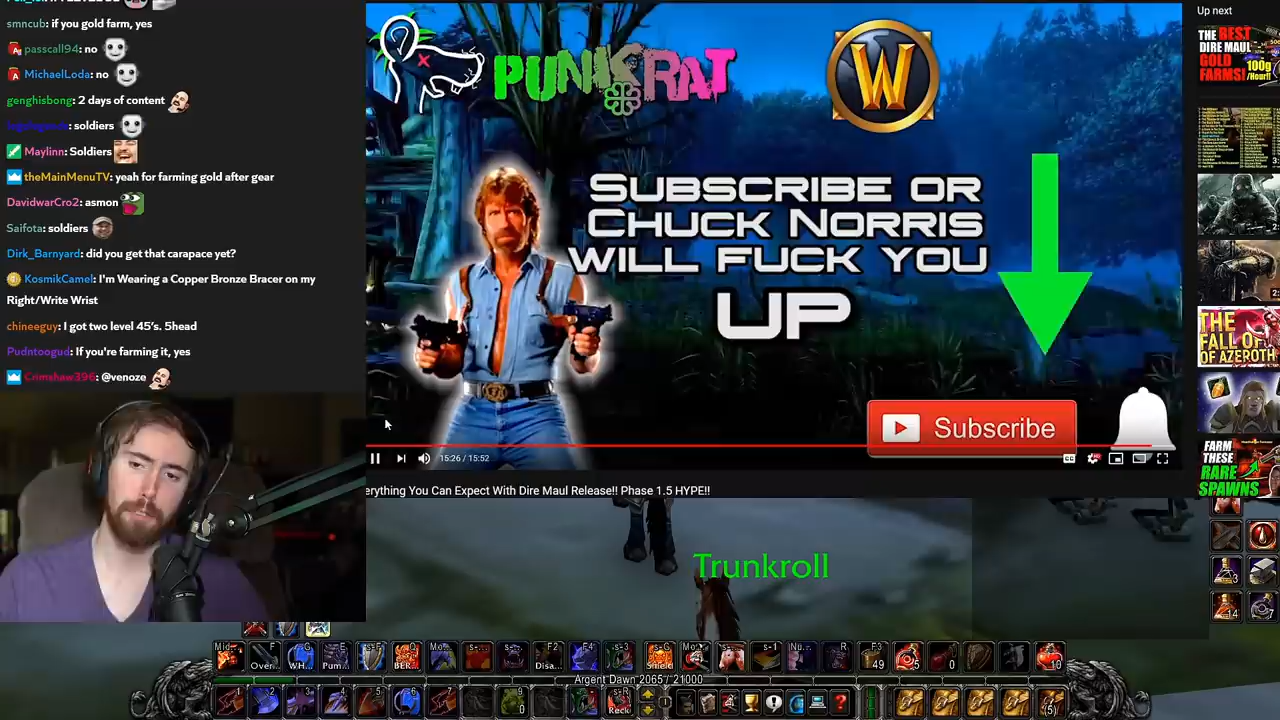 smncub: if you gold farm, yes
passcall94: no
MichaelLoda: no
genghisbong: 2 days of content
soldiers
Maylinn: Soldiers
theMainMenuTV: yeah for farming gold after gear
DavidwarCro2: asmon
Saifota: soldiers
Dirk_Barnyard: did you get that carapace yet?
KosmikCamel: I'm Wearing a Copper Bronze Bracer on my
Right/Write Wrist
chineeguy: I got two level 45's. 5head
Pudntoogud: If you're farming it, yes
Crimshaw396: @venoze
PUNKRAT
W
SUBSCRIBE OR
CHUCK NORRIS
WILL FUCK YOU
UP
Subscribe
15:26 / 15:52
erything You Can Expect With Dire Maul Release!! Phase 1.5 HYPE!!
Up next
THE BEST
DIRE MAUL
GOLD
FARMS!
100g
/Hour!!
THE
FALL OF
OF AZEROTH
FARM
THESE
RARE
SPAWNS
Trunkroll
Argent Dawn 2065 / 21000